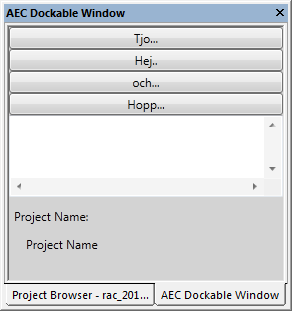 AEC Dockable Window
Tjo...
Hej..
och...
Hopp...
Project Name:
Project Name
Project Browser - rac_201...
AEC Dockable Window